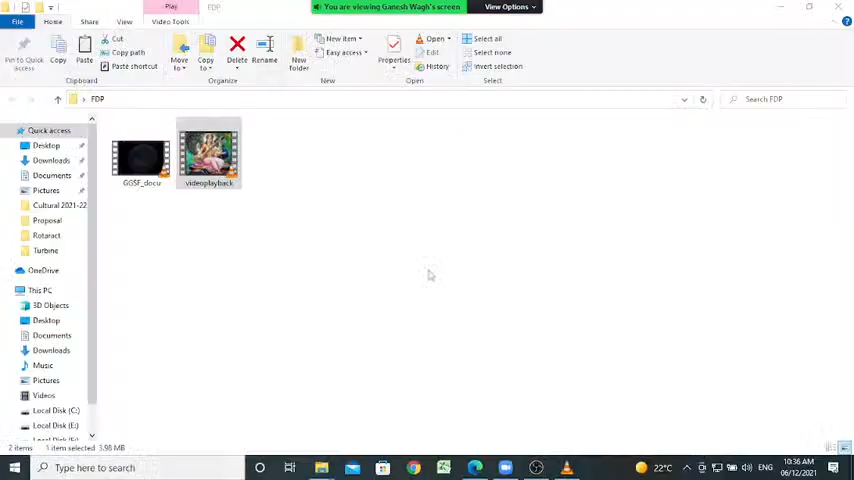 Play
FDP
You are viewing Ganesh Wagh's screen
View Options
File
Home
Share
View
Video Tools
Pin to Quick access
Copy
Paste
Cut
Copy path
Paste shortcut
Clipboard
Move to
Copy to
Delete
Rename
Organize
New folder
New item
Easy access
New
Properties
Open
Edit
History
Open
Select all
Select none
Invert selection
Select
FDP
Search FDP
Quick access
Desktop
Downloads
Documents
Pictures
Cultural 2021-22
Proposal
Rotaract
Turbine
OneDrive
This PC
3D Objects
Desktop
Documents
Downloads
Music
Pictures
Videos
Local Disk (C:)
Local Disk (E:)
GGSF_docu
videoplayback
2 items
1 item selected 3.98 MB
Type here to search
22°C
ENG
10:36 AM
06/12/2021